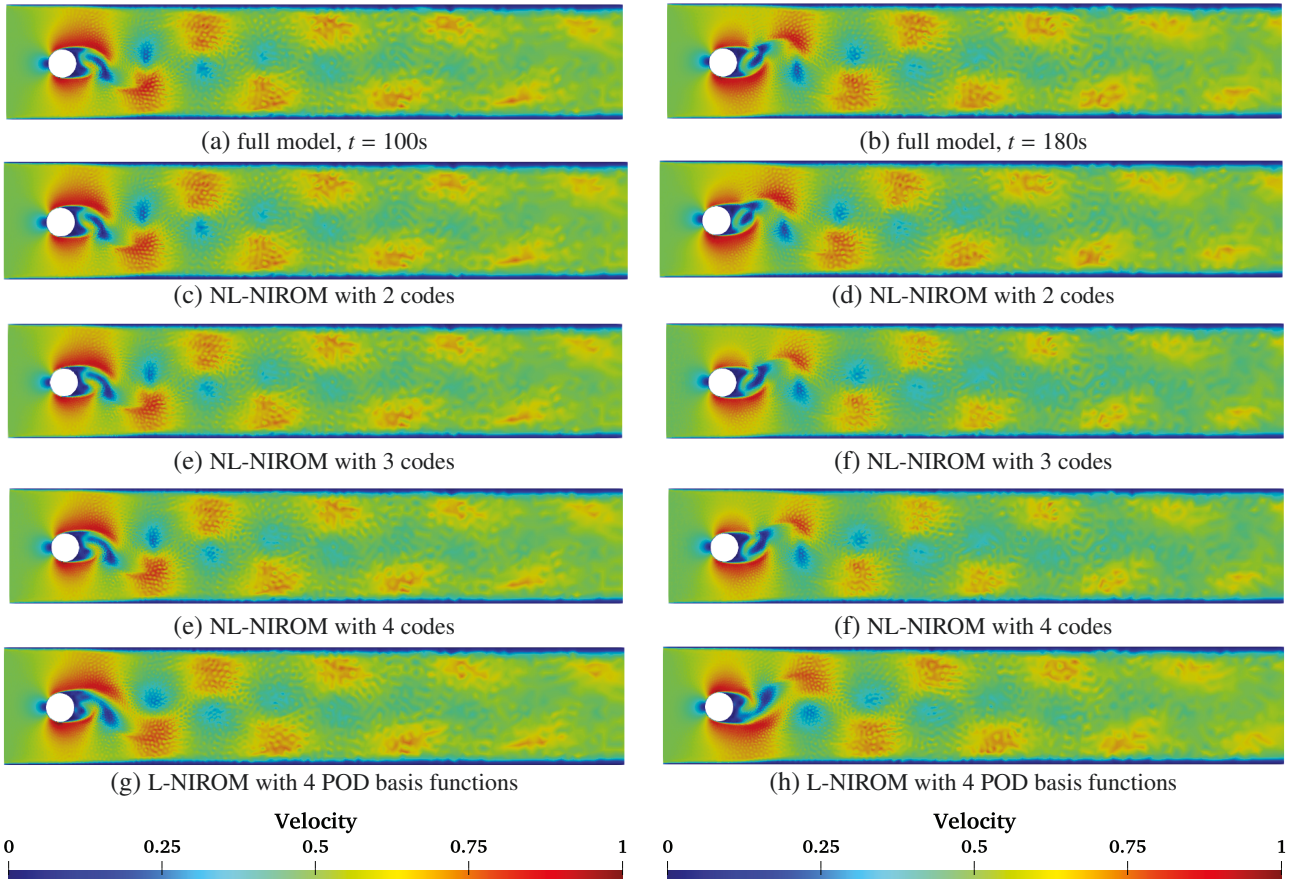 (a) full model, t = 100s
(b) full model, t = 180s
(c) NL-NIROM with 2 codes
(d) NL-NIROM with 2 codes
(e) NL-NIROM with 3 codes
(f) NL-NIROM with 3 codes
(e) NL-NIROM with 4 codes
(f) NL-NIROM with 4 codes
(g) L-NIROM with 4 POD basis functions
(h) L-NIROM with 4 POD basis functions
Velocity
0 0.25 0.5 0.75 1
Velocity
0 0.25 0.5 0.75 1